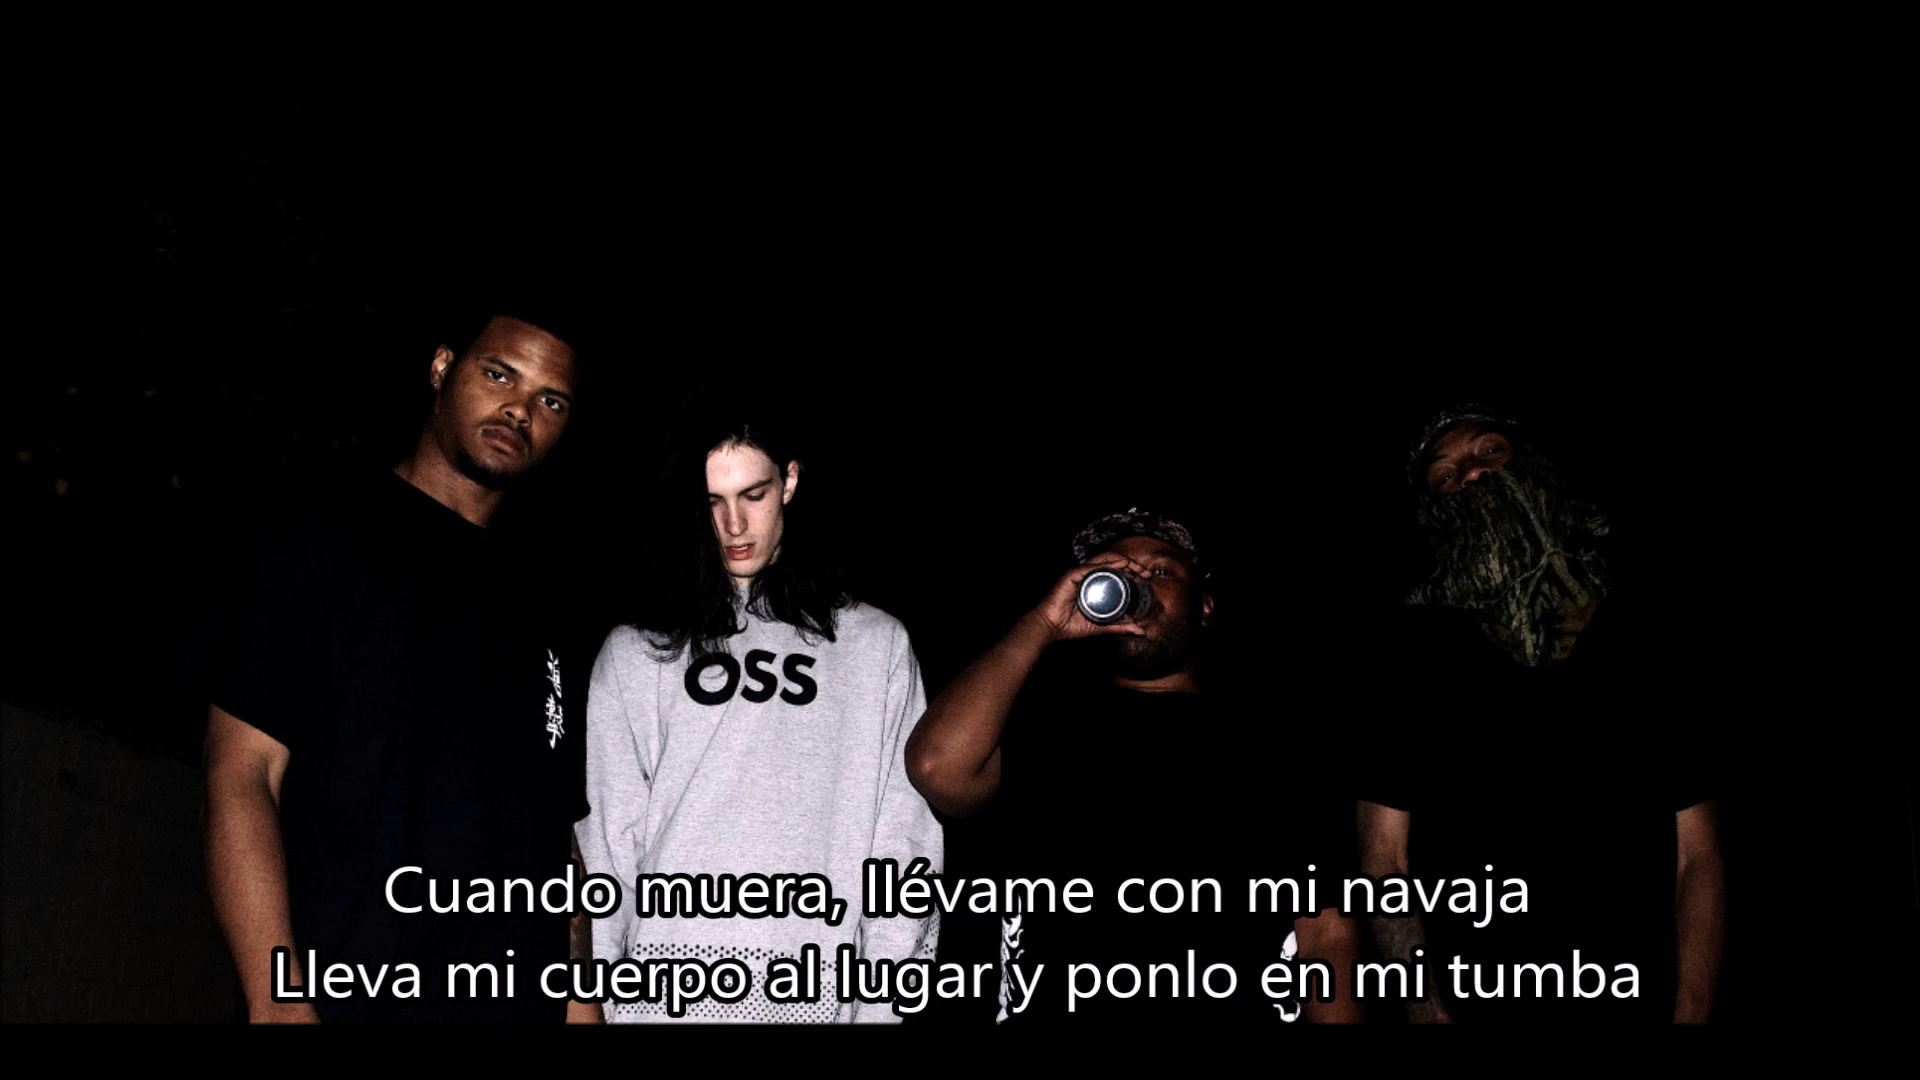 OSS
Cuando muera, llévame con mi navaja
Lleva mi cuerpo al lugar y ponlo en mi tumba